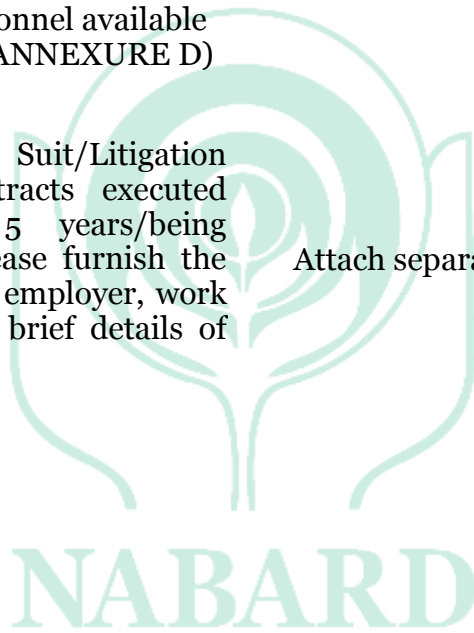 onnel available
ANNEXURE D)
Suit/Litigation
tracts executed
5 years/being
ease furnish the
employer, work
brief details of
Attach separa
NABARD